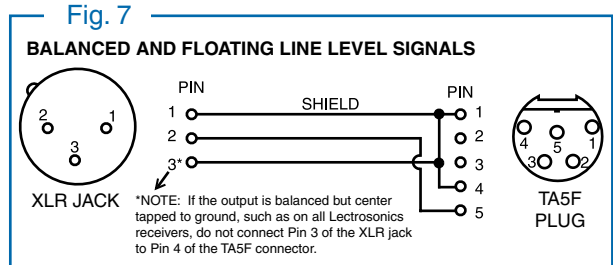 Fig. 7
BALANCED AND FLOATING LINE LEVEL SIGNALS
2
1
3
XLR JACK
PIN
1
2
3*
SHIELD
PIN
1
2
3
4
5
4
5
1
3
2
TA5F
PLUG
*NOTE: If the output is balanced but center
tapped to ground, such as on all Lectrosonics
receivers, do not connect Pin 3 of the XLR jack
to Pin 4 of the TA5F connector.